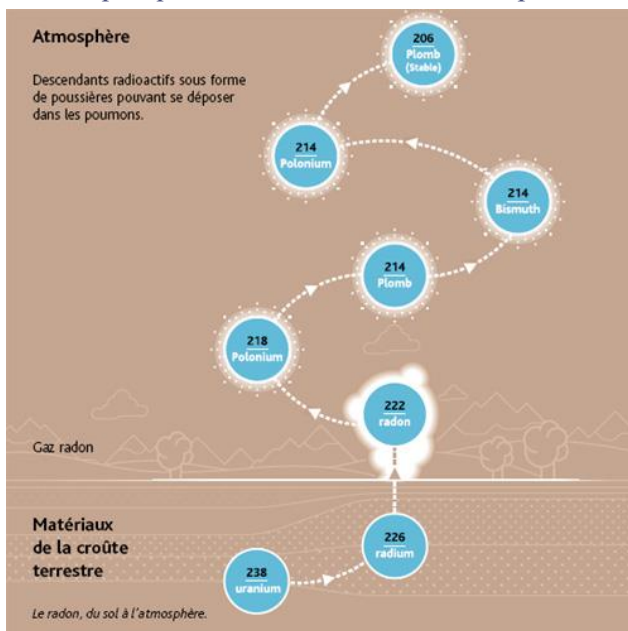 Atmosphère
Descendants radioactifs sous forme
de poussières pouvant se déposer
dans les poumons.
206
Plomb
(Stable)
214
Polonium
214
Bismuth
214
Plomb
218
Polonium
222
radon
Gaz radon
226
radium
Matériaux
de la croûte
terrestre
238
uranium
Le radon, du sol à l'atmosphère.